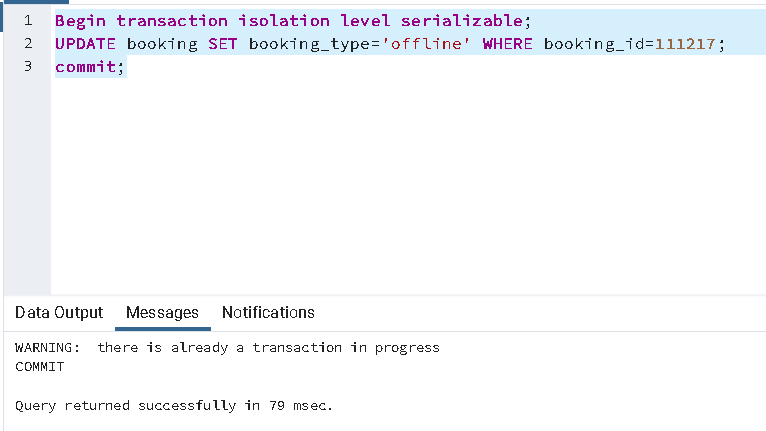 1 Begin transaction isolation level serializable;
2 UPDATE booking SET booking_type='offline' WHERE booking_id=111217;
3 commit;
Data Output Messages Notifications
WARNING:  there is already a transaction in progress
COMMIT
Query returned successfully in 79 msec.